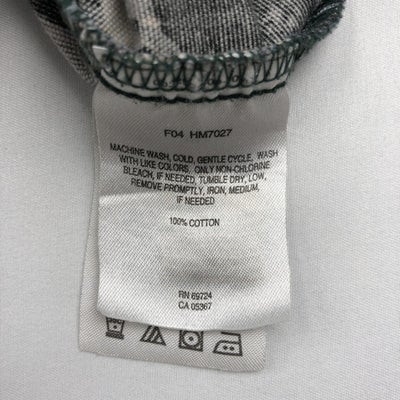 F04 HM7027
MACHINE WASH, COLD, GENTLE CYCLE, WASH
WITH LIKE COLORS, ONLY NON-CHLORINE
BLEACH, IF NEEDED, TUMBLE DRY, LOW,
REMOVE PROMPTLY, IRON, MEDIUM,
IF NEEDED
100% COTTON
RN 69724
CA 05367